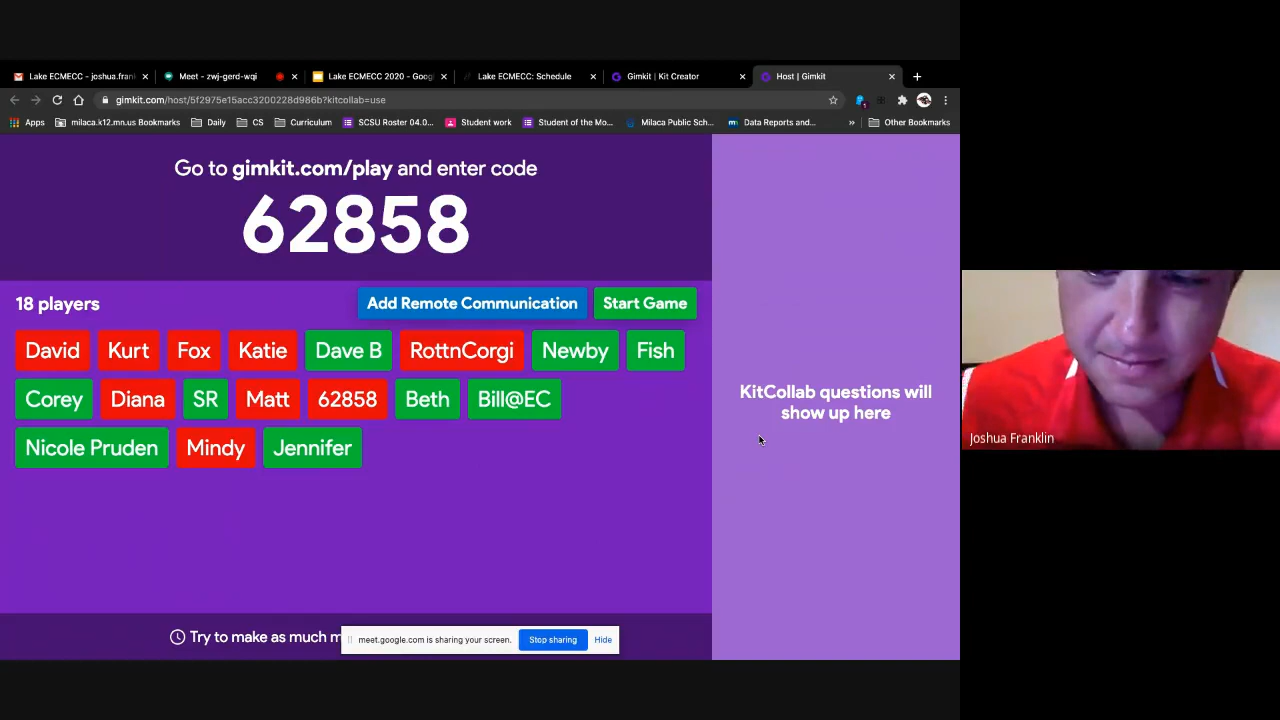 Lake ECMECC - joshua.fran
Meet - zwj-gerd-wqi
Lake ECMECC 2020 - Goog
Lake ECMECC: Schedule
Gimkit | Kit Creator
Host | Gimkit
gimkit.com/host/5f2975e15acc3200228d986b?kitcollab=use
Apps
milaca.k12.mn.us Bookmarks
Daily
CS
Curriculum
SCSU Roster 04.0...
Student work
Student of the Mo...
Milaca Public Sch...
Data Reports and...
Other Bookmarks
Go to gimkit.com/play and enter code
62858
18 players
Add Remote Communication
Start Game
David Kurt Fox Katie Dave B RottnCorgi Newby Fish
Corey Diana SR Matt 62858 Beth Bill@EC
Nicole Pruden Mindy Jennifer
KitCollab questions will
show up here
Joshua Franklin
Try to make as much m
meet.google.com is sharing your screen.
Stop sharing
Hide